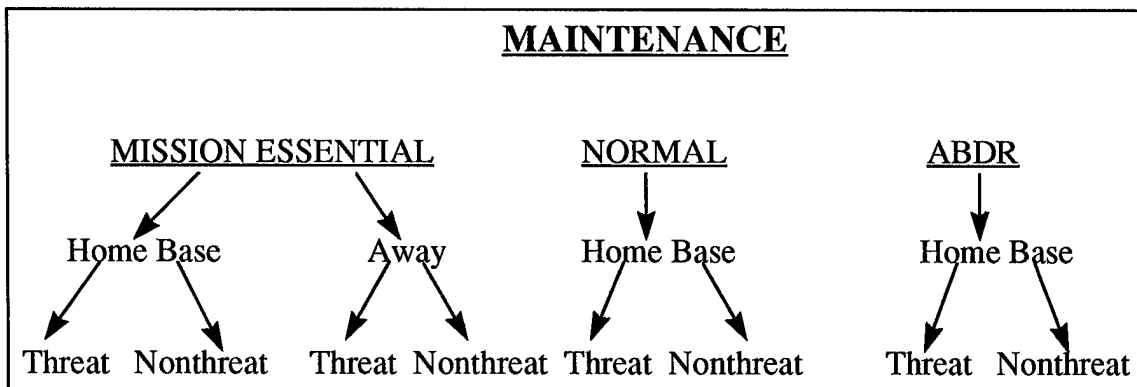 MAINTENANCE
MISSION ESSENTIAL NORMAL ABDR
Home Base Away Home Base Home Base
Threat Nonthreat Threat Nonthreat Threat Nonthreat Threat Nonthreat